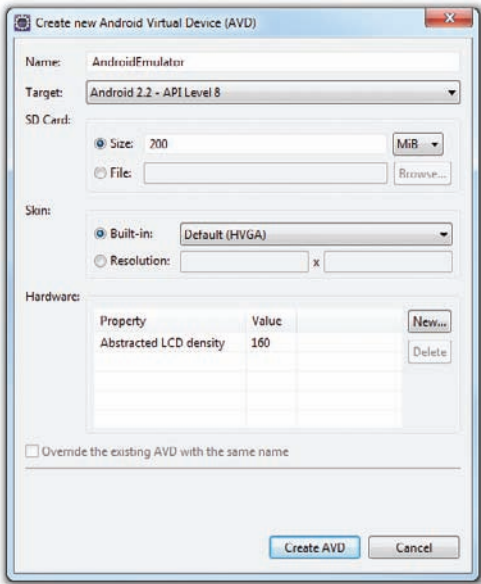 Create new Android Virtual Device (AVD)
Name: AndroidEmulator
Target: Android 2.2 - API Level 8
SD Card:
Size: 200 MiB
File: Browse...
Skin:
Built-in: Default (HVGA)
Resolution: x
Hardware:
Property Value New...
Abstracted LCD density 160 Delete
Override the existing AVD with the same name
Create AVD Cancel